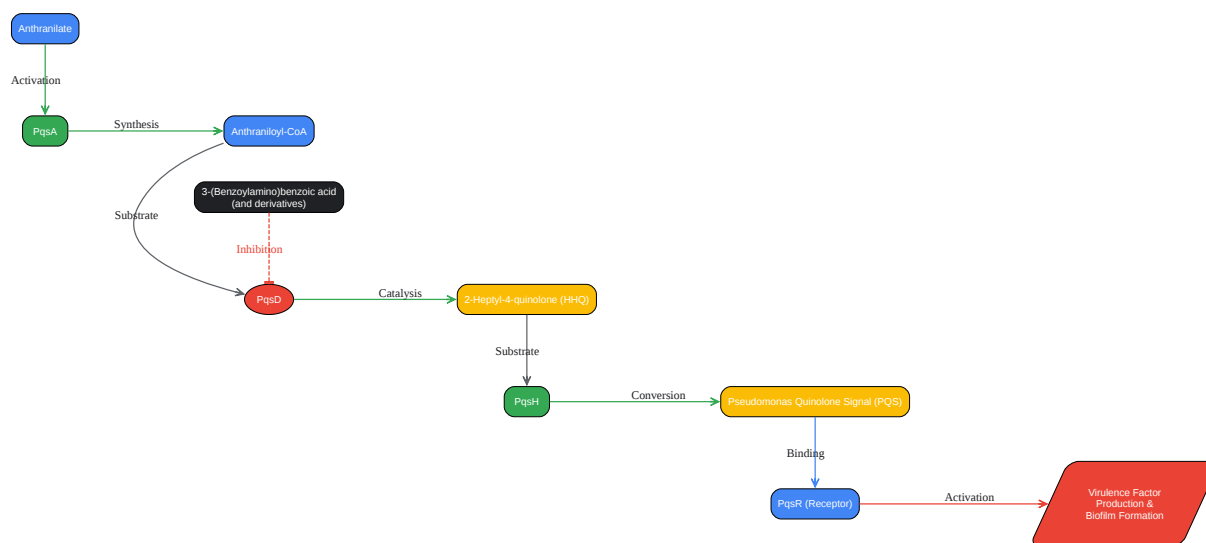 Anthranilate
Activation
PqsA
Synthesis
Anthraniloyl-CoA
3-(Benzoylamino)benzoic acid
(and derivatives)
Substrate
Inhibition
PqsD
Catalysis
2-Heptyl-4-quinolone (HHQ)
Substrate
PqsH
Conversion
Pseudomonas Quinolone Signal (PQS)
Binding
PqsR (Receptor)
Activation
Virulence Factor
Production &
Biofilm Formation